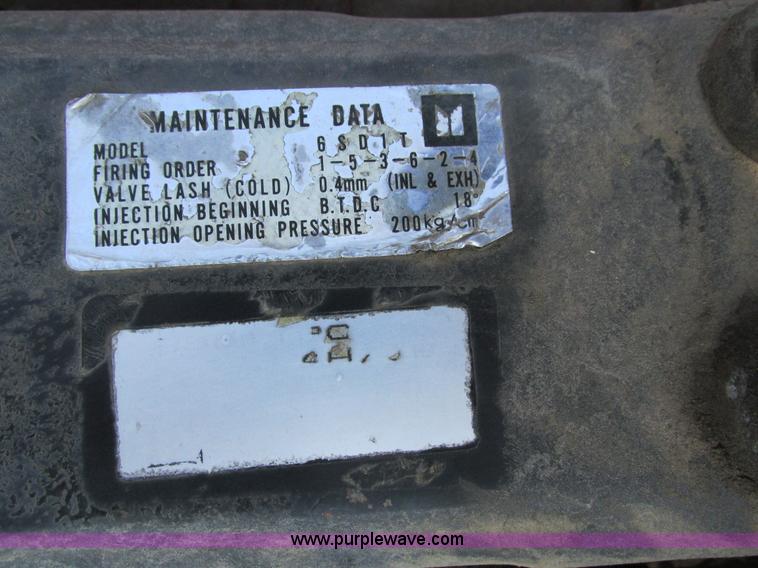 MAINTENANCE DATA
MODEL 6SD1T
FIRING ORDER 1-5-3-6-2-4
VALVE LASH (COLD) 0.4mm (INL & EXH)
INJECTION BEGINNING B.T.D.C 18°
INJECTION OPENING PRESSURE 200kg/cm
www.purplewave.com